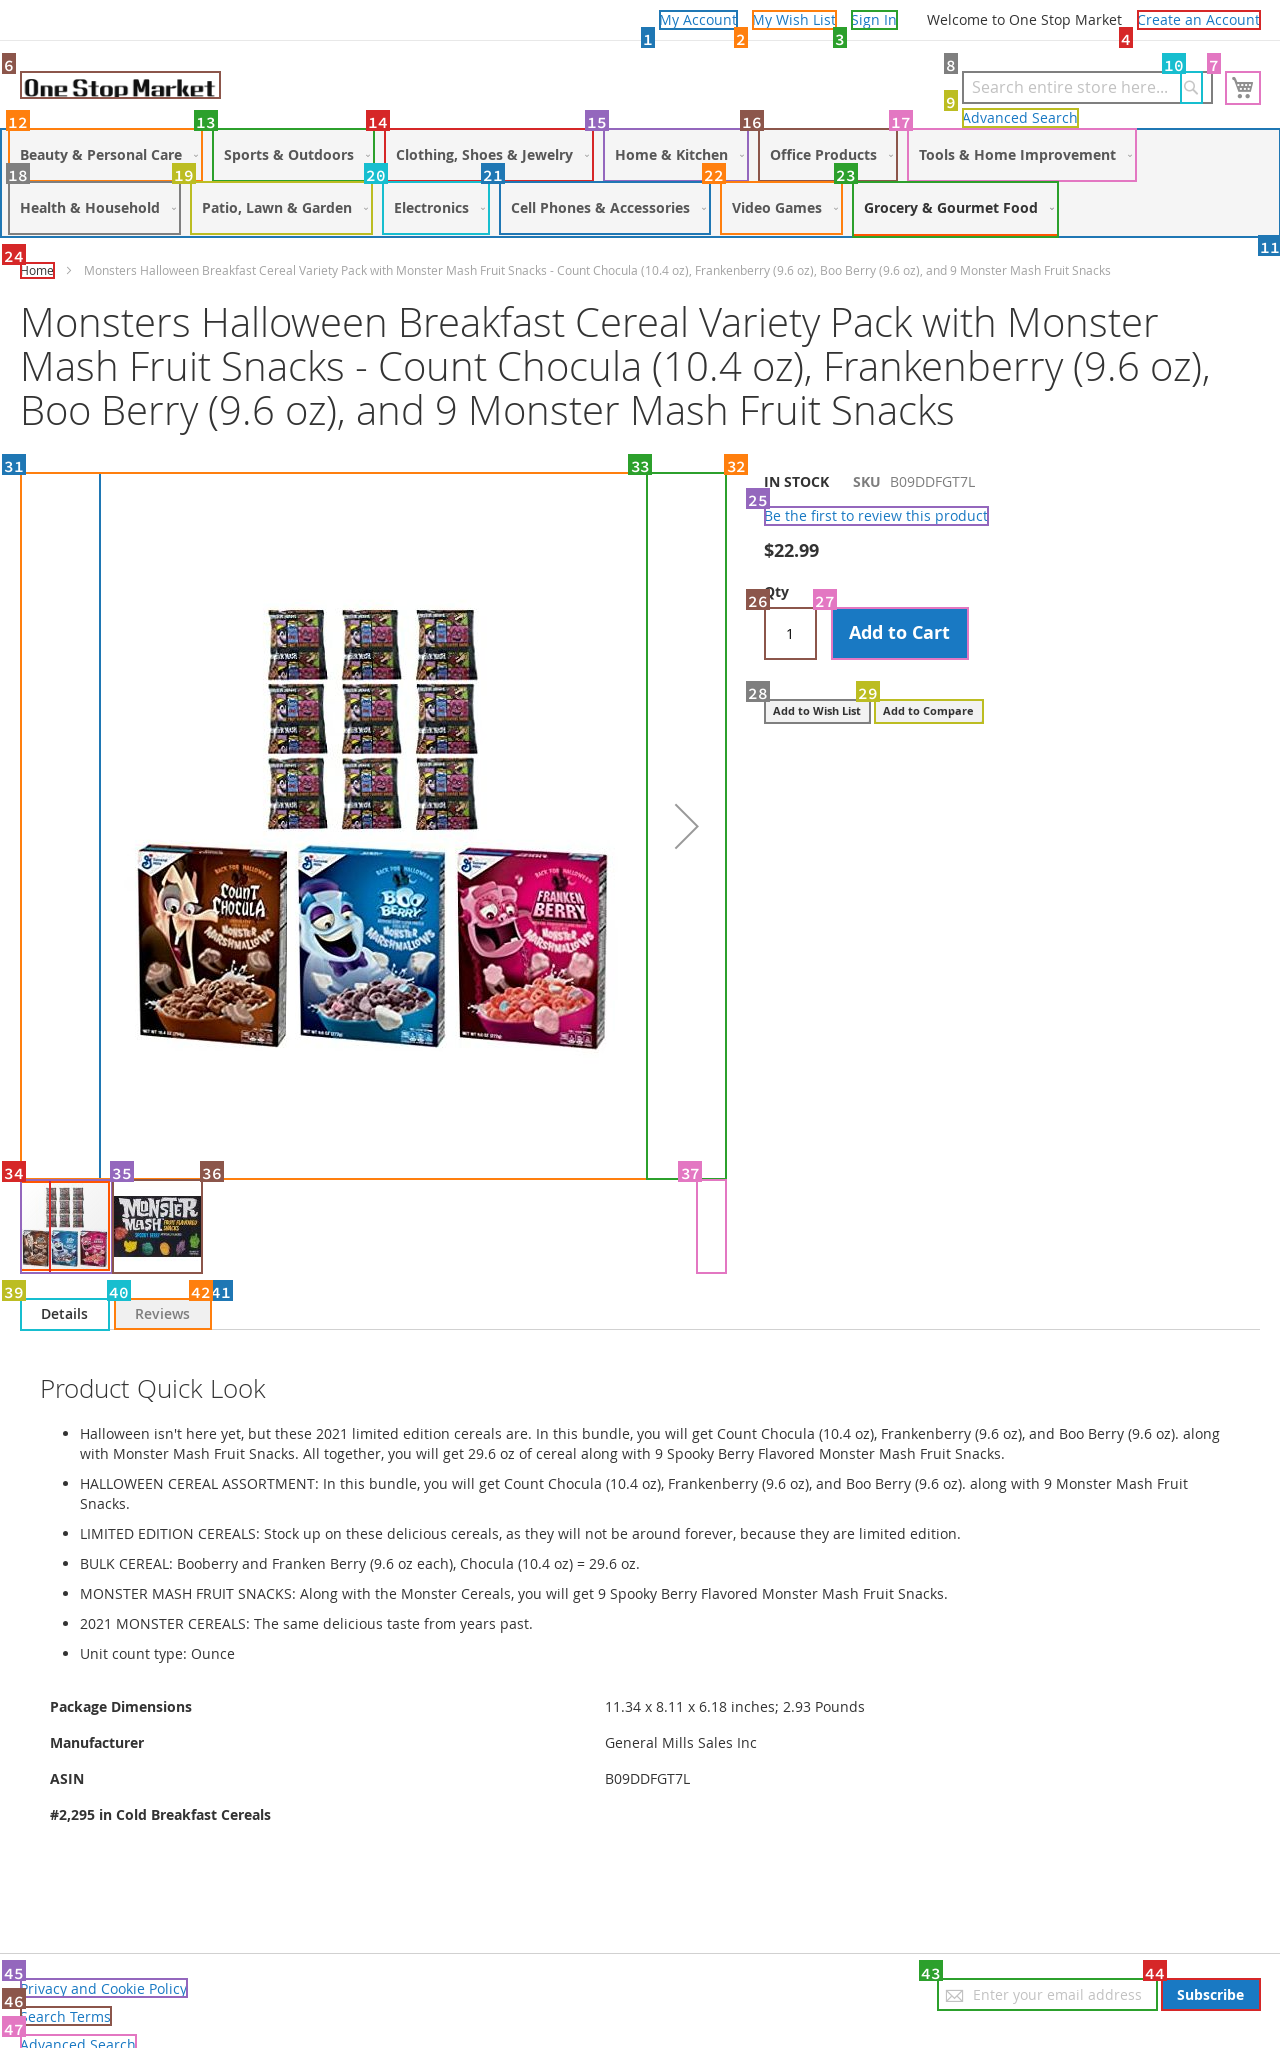 My Account My Wish List Sign In Welcome to One Stop Market Create an Account
1 2 3 4
6 8 10 7
One Stop Market Search entire store here...
9 Advanced Search
12 13 14 15 16 17
Beauty & Personal Care Sports & Outdoors Clothing, Shoes & Jewelry Home & Kitchen Office Products Tools & Home Improvement
18 19 20 21 22 23
Health & Household Patio, Lawn & Garden Electronics Cell Phones & Accessories Video Games Grocery & Gourmet Food
24 11
Home Monsters Halloween Breakfast Cereal Variety Pack with Monster Mash Fruit Snacks - Count Chocula (10.4 oz), Frankenberry (9.6 oz), Boo Berry (9.6 oz), and 9 Monster Mash Fruit Snacks
Monsters Halloween Breakfast Cereal Variety Pack with Monster
Mash Fruit Snacks - Count Chocula (10.4 oz), Frankenberry (9.6 oz),
Boo Berry (9.6 oz), and 9 Monster Mash Fruit Snacks
31 33 32
IN STOCK SKU B09DDFGT7L
25
Be the first to review this product
$22.99
Qty
26 27
1 Add to Cart
28 29
Add to Wish List Add to Compare
COUNT CHOCULA
MONSTER MARSHMALLOWS
BACK FOR HALLOWEEN
BOO BERRY
MONSTER MARSHMALLOWS
BACK FOR HALLOWEEN
FRANKEN BERRY
MONSTER MARSHMALLOWS
34 35 36 37
MONSTER MASH
FRUIT FLAVORED SNACKS
39 40 42 41
Details Reviews
Product Quick Look
• Halloween isn't here yet, but these 2021 limited edition cereals are. In this bundle, you will get Count Chocula (10.4 oz), Frankenberry (9.6 oz), and Boo Berry (9.6 oz). along
with Monster Mash Fruit Snacks. All together, you will get 29.6 oz of cereal along with 9 Spooky Berry Flavored Monster Mash Fruit Snacks.
• HALLOWEEN CEREAL ASSORTMENT: In this bundle, you will get Count Chocula (10.4 oz), Frankenberry (9.6 oz), and Boo Berry (9.6 oz). along with 9 Monster Mash Fruit
Snacks.
• LIMITED EDITION CEREALS: Stock up on these delicious cereals, as they will not be around forever, because they are limited edition.
• BULK CEREAL: Booberry and Franken Berry (9.6 oz each), Chocula (10.4 oz) = 29.6 oz.
• MONSTER MASH FRUIT SNACKS: Along with the Monster Cereals, you will get 9 Spooky Berry Flavored Monster Mash Fruit Snacks.
• 2021 MONSTER CEREALS: The same delicious taste from years past.
• Unit count type: Ounce
Package Dimensions 11.34 x 8.11 x 6.18 inches; 2.93 Pounds
Manufacturer General Mills Sales Inc
ASIN B09DDFGT7L
#2,295 in Cold Breakfast Cereals
45 43 44
Privacy and Cookie Policy Enter your email address Subscribe
46
Search Terms
47
Advanced Search